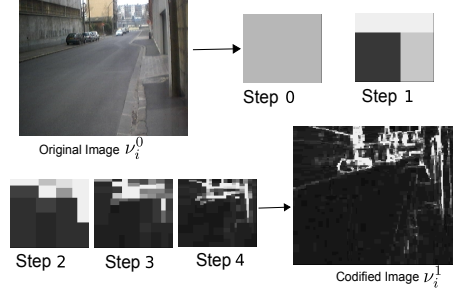 Step 0
Step 1
Original Image ν_i^0
Step 2
Step 3
Step 4
Codified Image ν_i^1